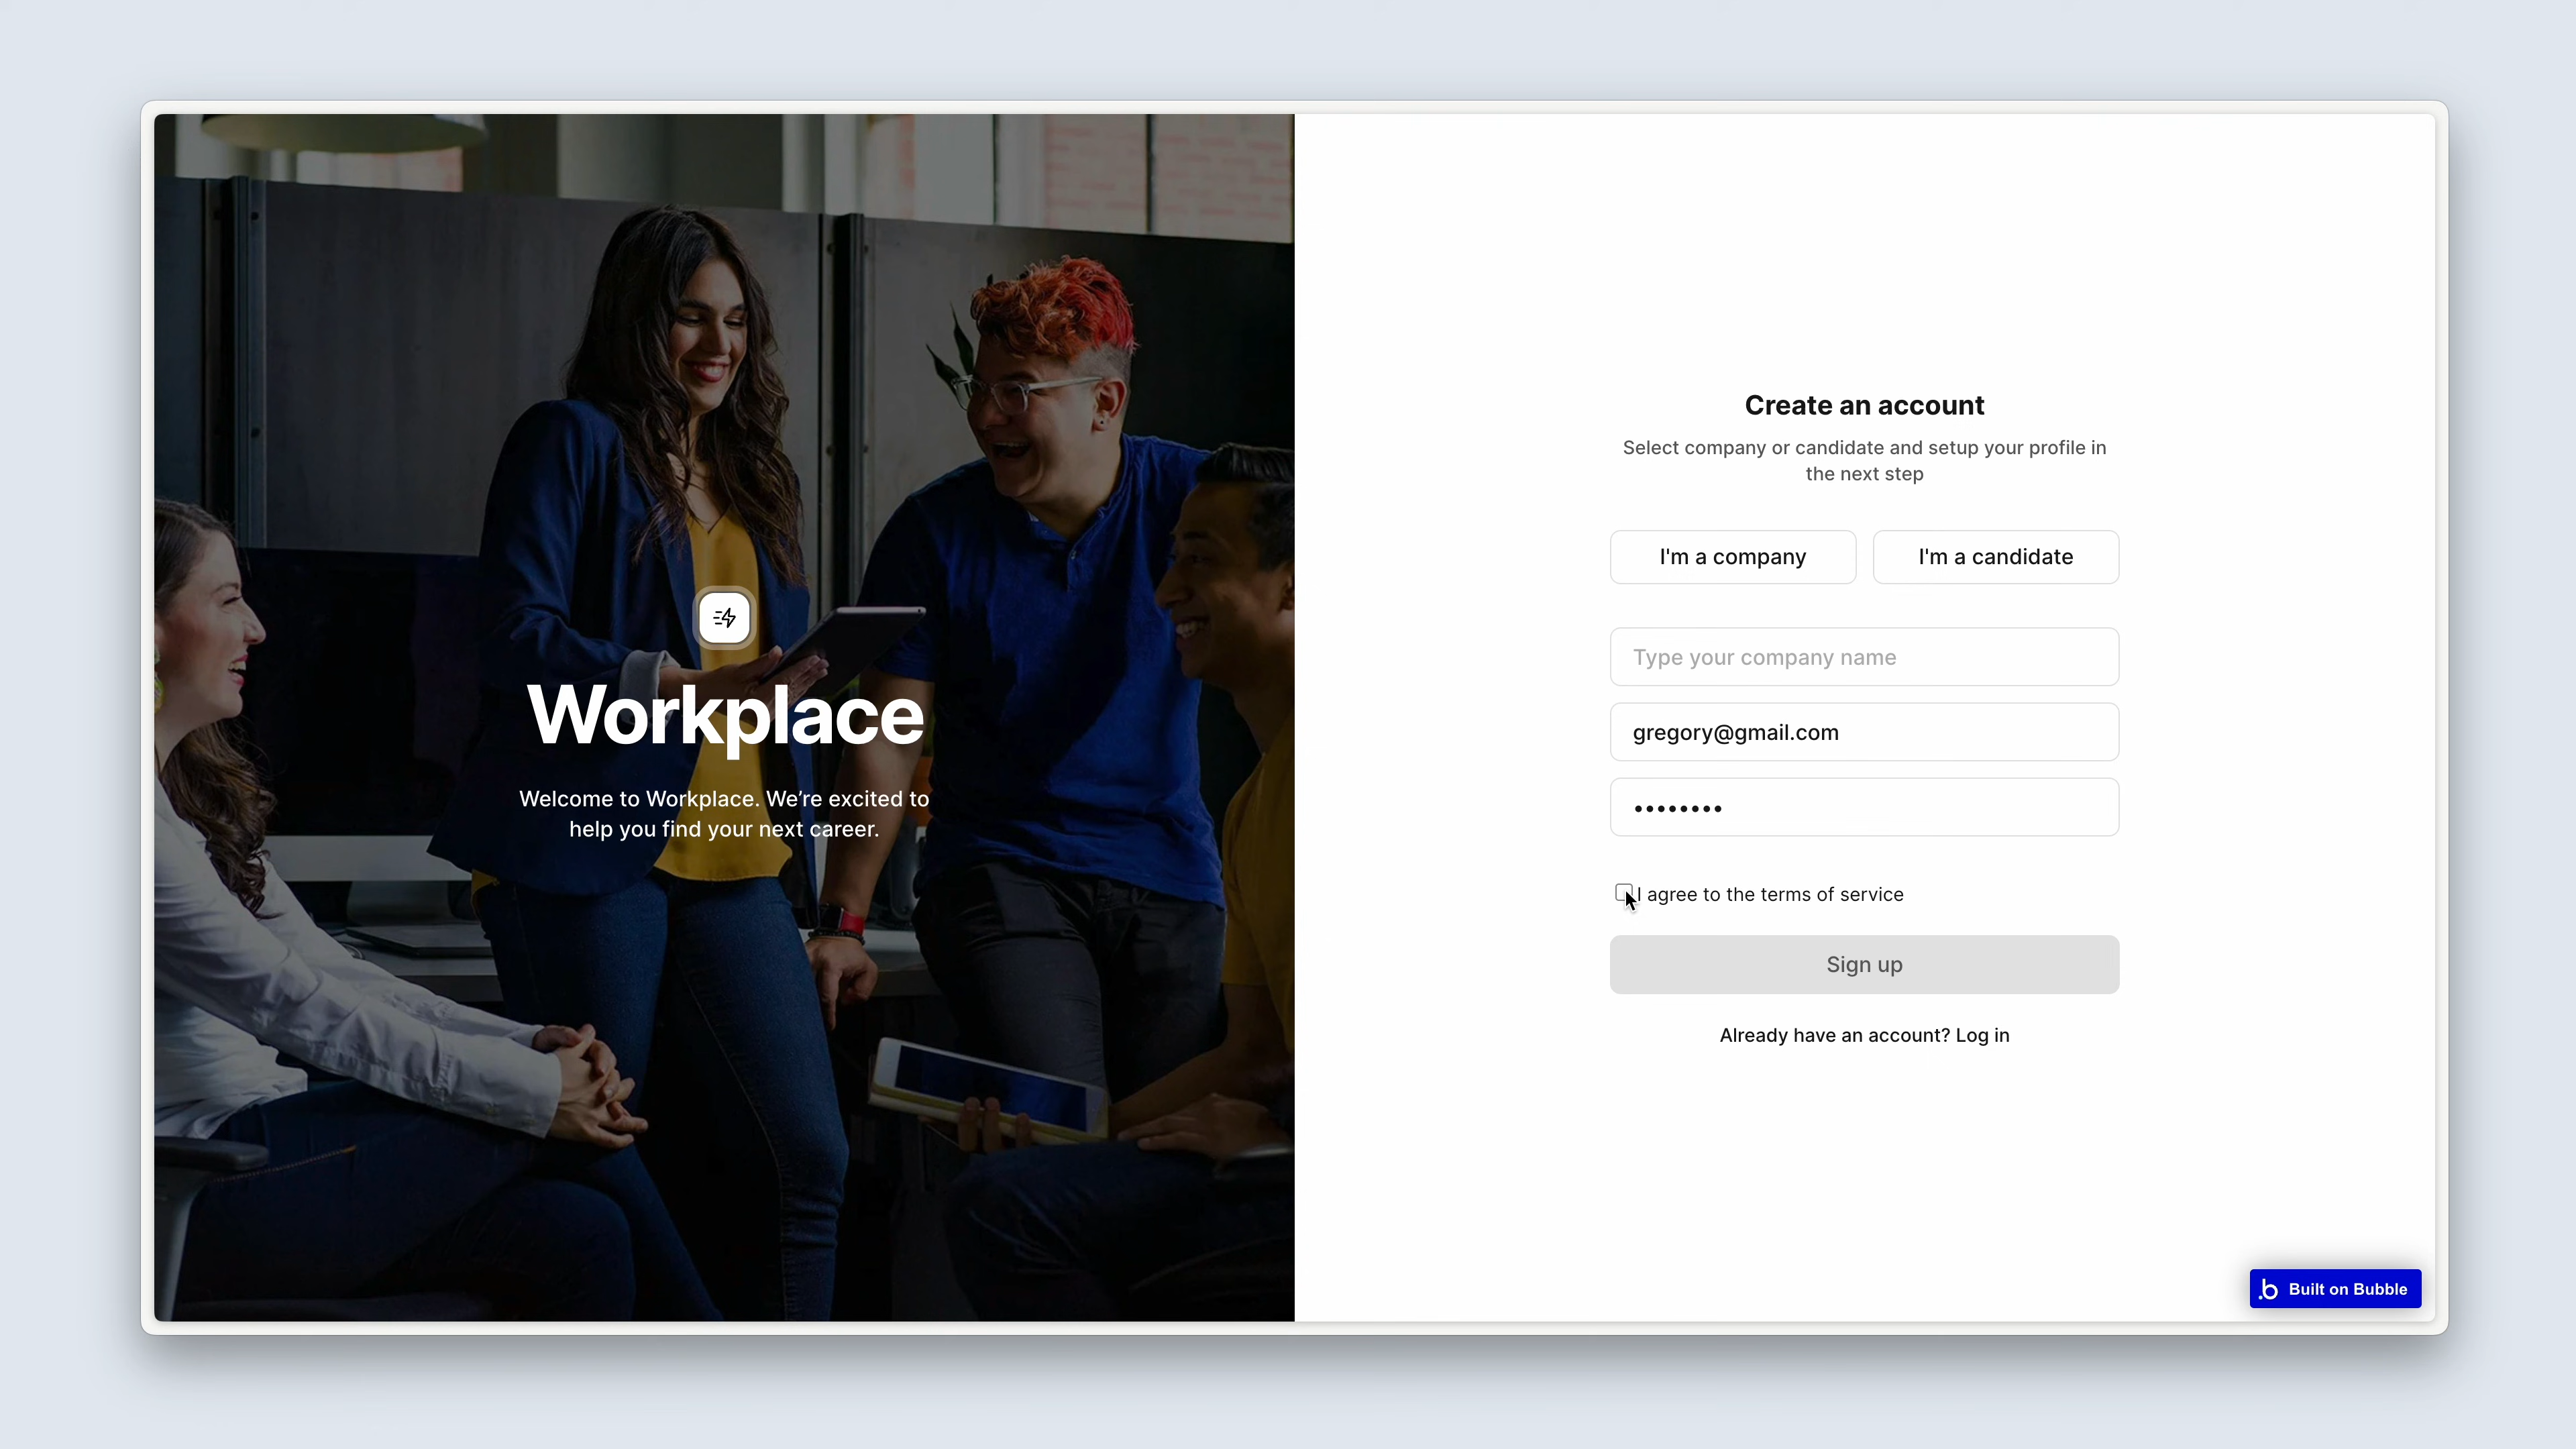 Workplace
Welcome to Workplace. We’re excited to
help you find your next career.
Create an account
Select company or candidate and setup your profile in
the next step
I'm a company
I'm a candidate
Type your company name
gregory@gmail.com
••••••••
I agree to the terms of service
Sign up
Already have an account? Log in
Built on Bubble